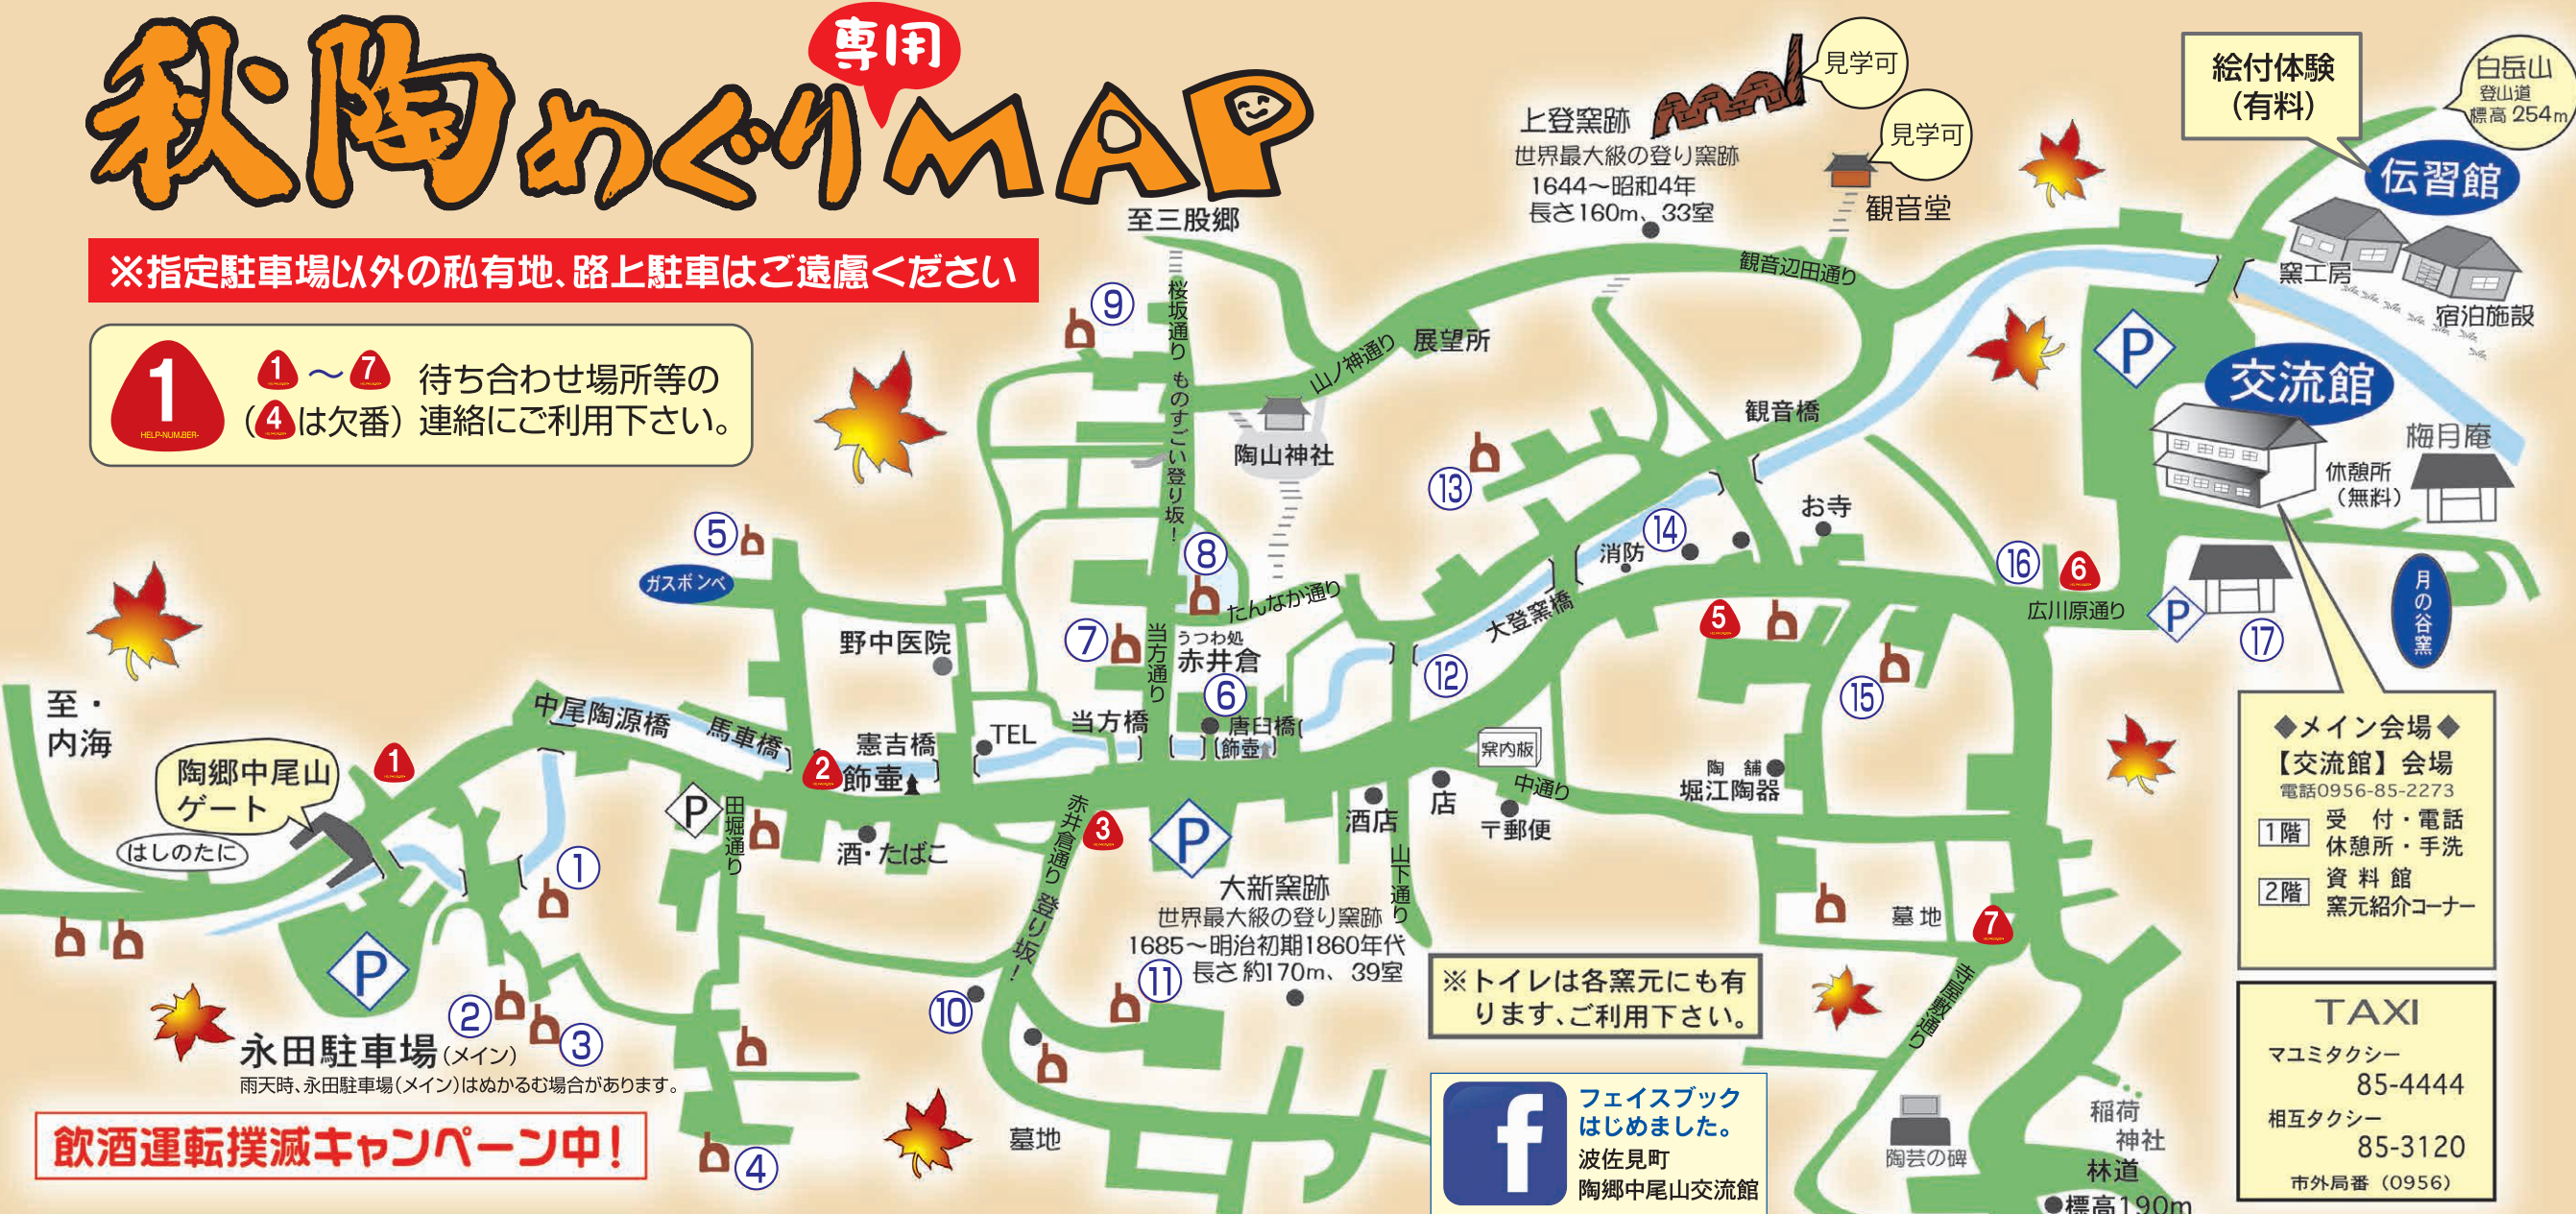 秋陶めぐりMAP
専用
※指定駐車場以外の私有地、路上駐車はご遠慮ください
1
HELP-NUMBER-
1～7 待ち合わせ場所等の
(4は欠番) 連絡にご利用下さい。
至三股郷
上登窯跡
世界最大級の登り窯跡
1644～昭和4年
長さ160m、33室
見学可
見学可
観音堂
絵付体験
(有料)
白岳山
登山道
標高 254m
伝習館
窯工房
宿泊施設
観音辺田通り
桜坂通り
ものすごい登り坂!
山ノ神通り
展望所
陶山神社
観音橋
P
交流館
休憩所
(無料)
梅月庵
⑨
⑬
⑭
消防
お寺
⑤
ガスボンベ
⑧
たんなか通り
⑦
当方通り
うつわ処
赤井倉
⑥
大登窯橋
⑫
5
⑮
⑯
6
広川原通り
P
⑰
月の谷窯
野中医院
至・
内海
中尾陶源橋
馬車橋
憲吉橋
TEL
当方橋
唐臼橋
飾壷
2
飾壷
1
陶郷中尾山
ゲート
はしのたに
P
田堀通り
酒・たばこ
赤井倉通り
登り坂!
3
P
酒店
店
案内版
〒郵便
中通り
山下通り
陶 舗
堀江陶器
①
P
②
③
永田駐車場(メイン)
雨天時、永田駐車場(メイン)はぬかるむ場合があります。
大新窯跡
世界最大級の登り窯跡
1685～明治初期1860年代
長さ約170m、39室
⑪
⑩
④
墓地
墓地
7
寺屋敷通り
※トイレは各窯元にも有
ります、ご利用下さい。
飲酒運転撲滅キャンペーン中!
f
フェイスブック
はじめました。
波佐見町
陶郷中尾山交流館
陶芸の碑
稲荷
神社
林道
●標高190m
◆メイン会場◆
【交流館】会場
電話0956-85-2273
1階 受 付・電話
休憩所・手洗
2階 資 料 館
窯元紹介コーナー
TAXI
マユミタクシー
85-4444
相互タクシー
85-3120
市外局番 (0956)